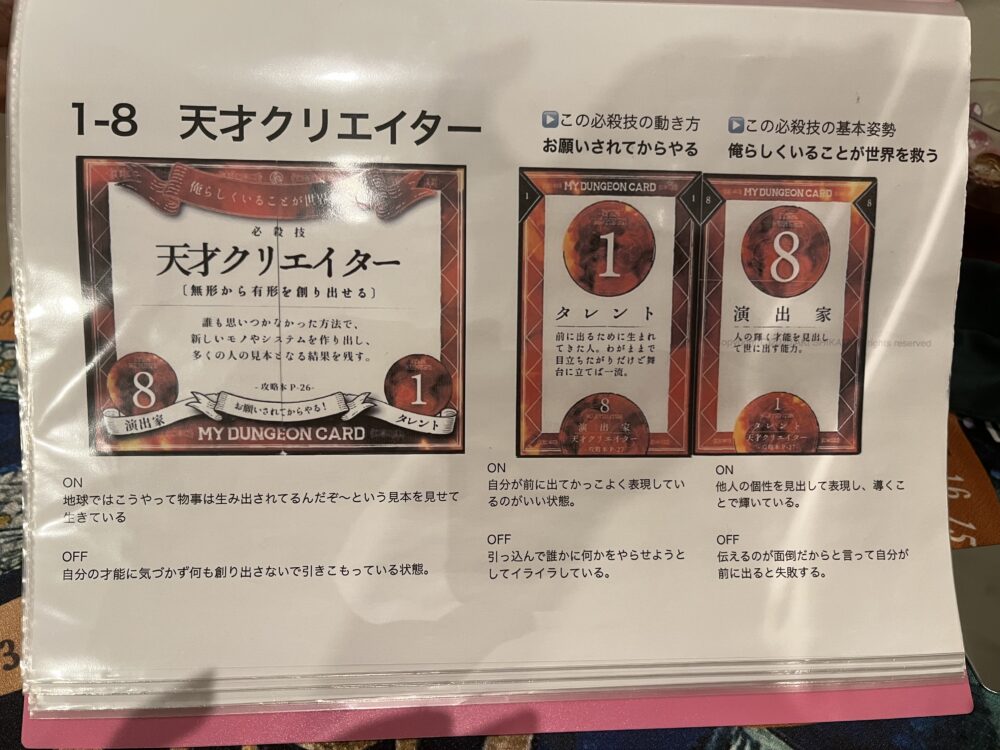 1-8 天才クリエイター
▶この必殺技の動き方
お願いされてからやる
▶この必殺技の基本姿勢
俺らしくいることが世界を救う
俺らしくいることが世界
必殺技
天才クリエイター
〔無形から有形を創り出せる〕
誰も思いつかなかった方法で、
新しいモノやシステムを作り出し、
多くの人の見本となる結果を残す。
-攻略本 P-26-
8
演出家
お願いされてからやる!
1
タレント
MY DUNGEON CARD
MY DUNGEON CARD
1
1
1
タレント
前に出るために生まれ
てきた人。わがままで
目立ちたがりだけど舞
台に立てば一流。
8
演出家
天才クリエイター
MY DUNGEON CARD
8
8
8
演出家
人の輝く才能を見出し
て世に出す能力。
rights reserved
1
タレント
天才クリエイター
ON
地球ではこうやって物事は生み出されてるんだぞ〜という見本を見せて
生きている
OFF
自分の才能に気づかず何も創り出さないで引きこもっている状態。
ON
自分が前に出てかっこよく表現してい
るのがいい状態。
OFF
引っ込んで誰かに何かをやらせようと
してイライラしている。
ON
他人の個性を見出して表現し、導くこ
とで輝いている。
OFF
伝えるのが面倒だからと言って自分が
前に出ると失敗する。
16
15
3
9